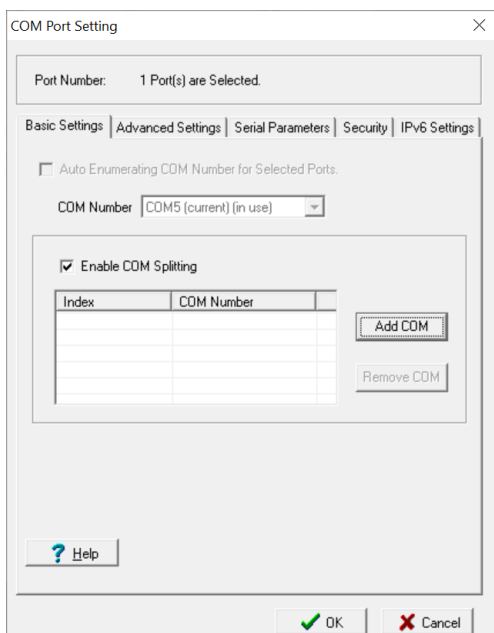 COM Port Setting
Port Number: 1 Port(s) are Selected.
Basic Settings Advanced Settings Serial Parameters Security IPv6 Settings
Auto Enumerating COM Number for Selected Ports.
COM Number COM5 (current) (in use)
Enable COM Splitting
Index COM Number
Add COM
Remove COM
Help
OK Cancel